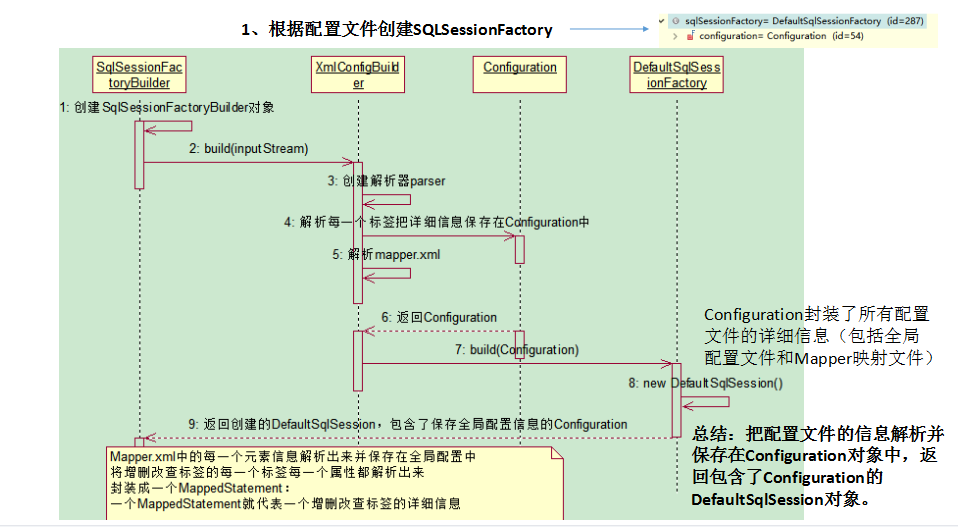 1、根据配置文件创建SQLSessionFactory
sqlSessionFactory= DefaultSqlSessionFactory (id=287)
configuration= Configuration (id=54)
SqlSessionFac
toryBuilder
XmlConfigBuild
er
Configuration
DefaultSqlSess
ionFactory
1: 创建SqlSessionFactoryBuilder对象
2: build(inputStream)
3: 创建解析器parser
4: 解析每一个标签把详细信息保存在Configuration中
5: 解析mapper.xml
6: 返回Configuration
7: build(Configuration)
8: new DefaultSqlSession()
9: 返回创建的DefaultSqlSession，包含了保存全局配置信息的Configuration
Configuration封装了所有配置
文件的详细信息（包括全局
配置文件和Mapper映射文件）
总结：把配置文件的信息解析并
保存在Configuration对象中，返
回包含了Configuration的
DefaultSqlSession对象。
Mapper.xml中的每一个元素信息解析出来并保存在全局配置中
将增删改查标签的每一个标签每一个属性都解析出来
封装成一个MappedStatement：
一个MappedStatement就代表一个增删改查标签的详细信息